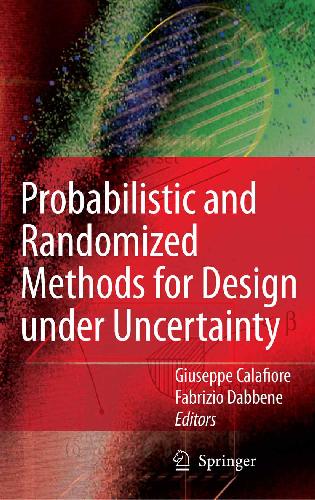 Probabilistic and
Randomized
Methods for Design
under Uncertainty
Giuseppe Calafiore
Fabrizio Dabbene
Editors
Springer